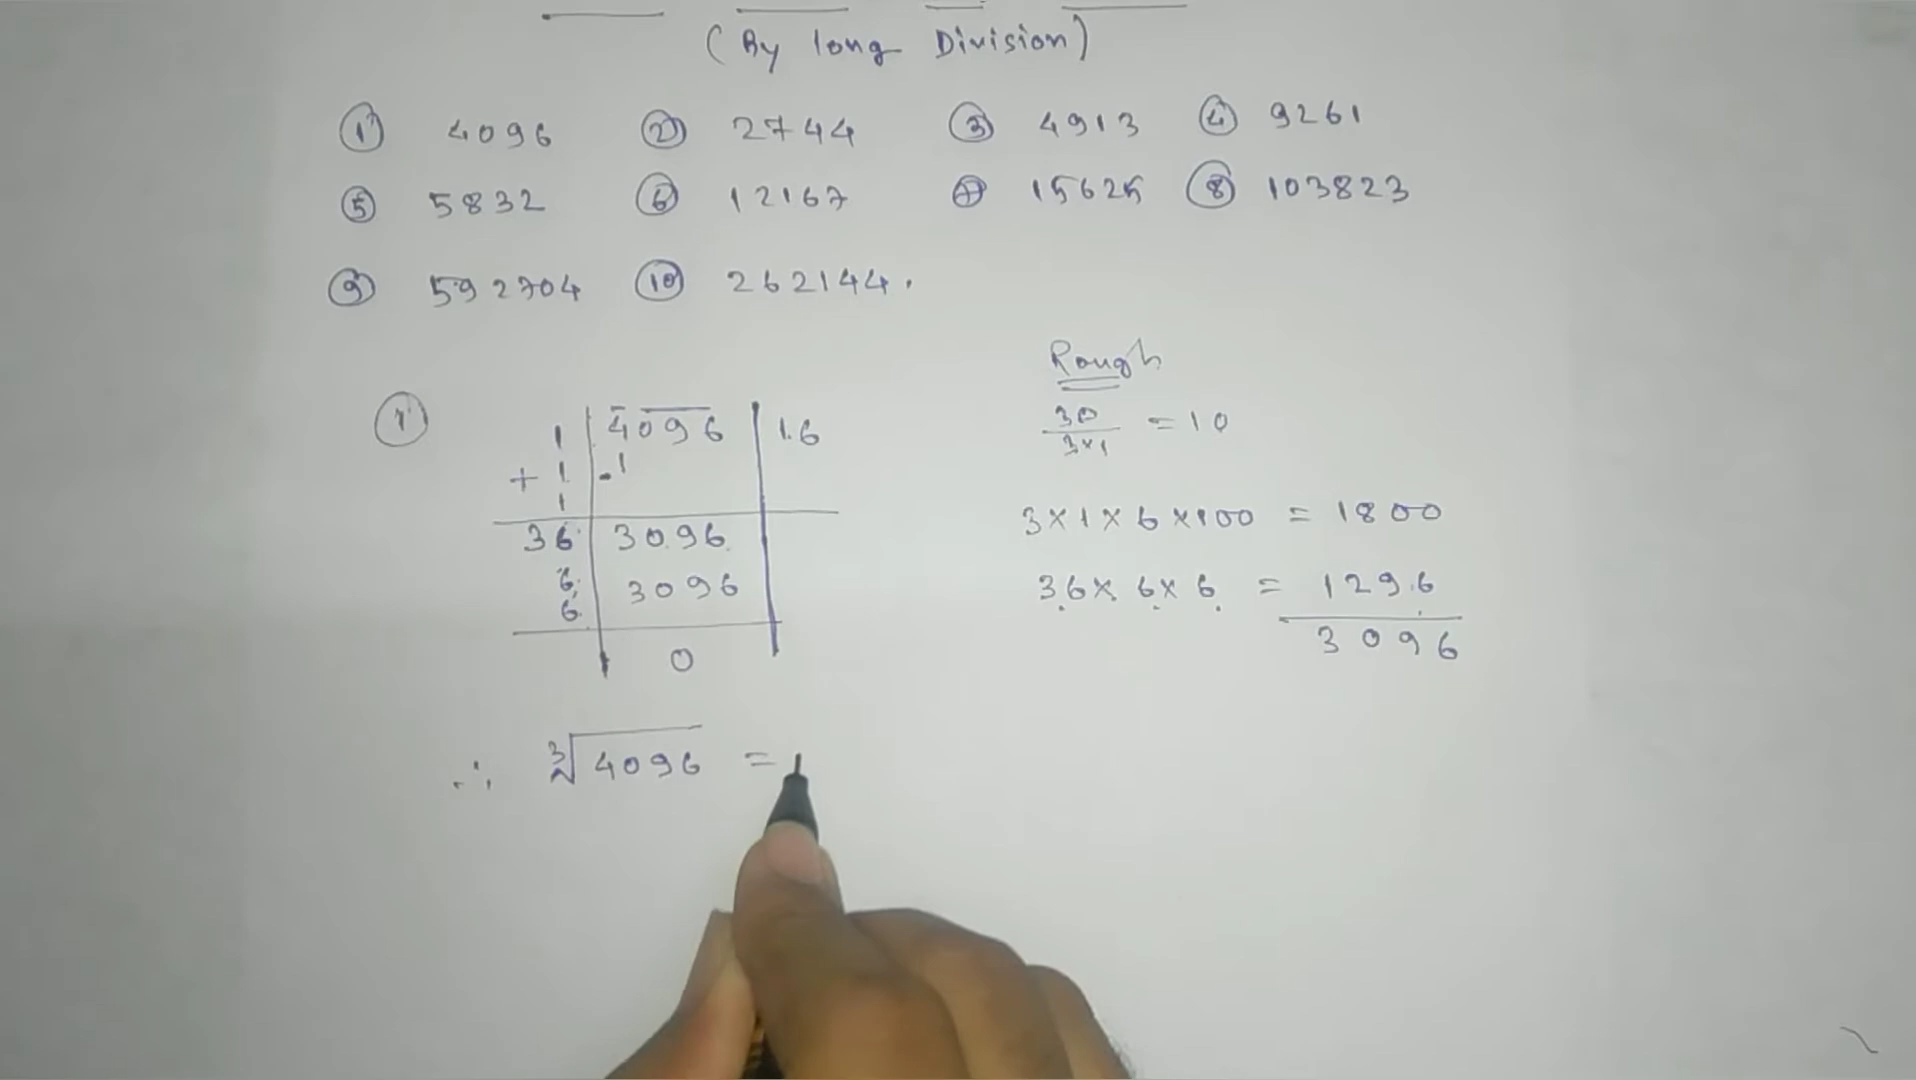 (By long Division)
① 4096 ② 2744 ③ 4913 ④ 9261
⑤ 5832 ⑥ 12167 ⑦ 15625 ⑧ 103823
⑨ 592704 ⑩ 262144.
Rough
① 1 4096 1.6
30/3×1 = 10
+ 1 -1
1
3×1×6×100 = 1800
36 3096
36×6×6 = 1296
6 3096
6
3096
0
∴ ∛4096 = 1